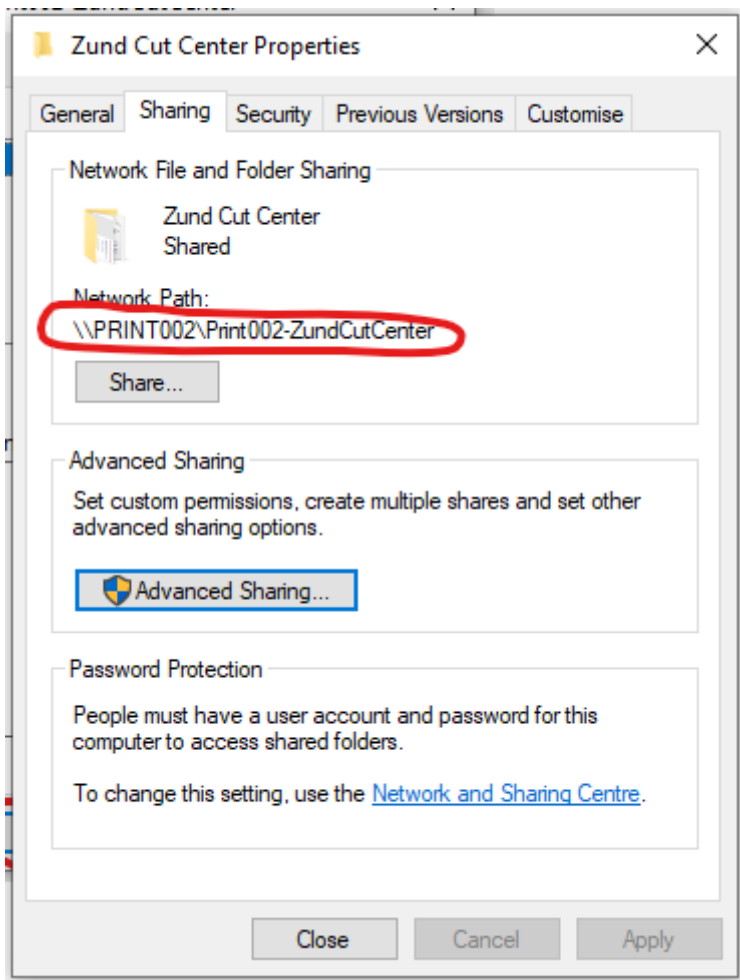 Zund Cut Center Properties
General Sharing Security Previous Versions Customise
Network File and Folder Sharing
Zund Cut Center
Shared
Network Path:
\\PRINT002\Print002-ZundCutCenter
Share...
Advanced Sharing
Set custom permissions, create multiple shares and set other
advanced sharing options.
Advanced Sharing...
Password Protection
People must have a user account and password for this
computer to access shared folders.
To change this setting, use the Network and Sharing Centre.
Close Cancel Apply